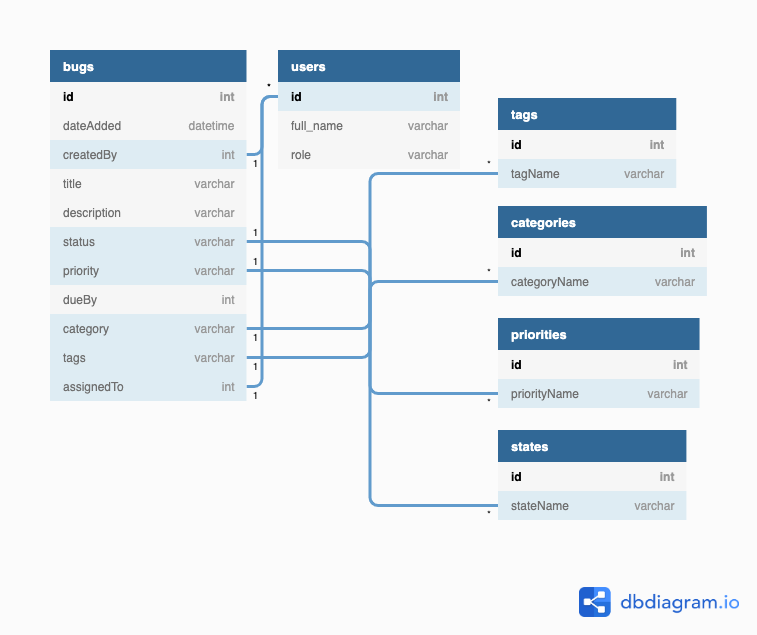 bugs
id int
dateAdded datetime
createdBy int
title varchar
description varchar
status varchar
priority varchar
dueBy int
category varchar
tags varchar
assignedTo int
1
1
1
1
1
1
users
id int
full_name varchar
role varchar
*
tags
id int
tagName varchar
*
categories
id int
categoryName varchar
*
priorities
id int
priorityName varchar
*
states
id int
stateName varchar
*
dbdiagram.io